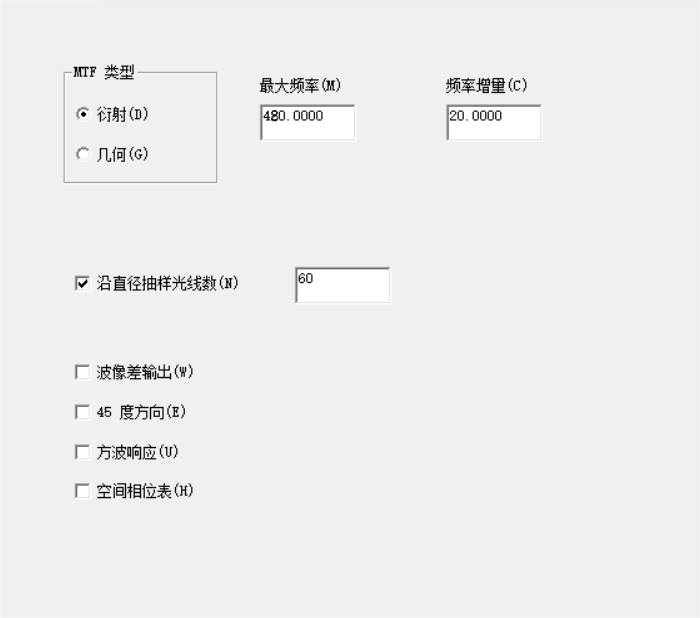 MTF 类型
最大频率(M)
频率增量(C)
衍射(D)
480.0000
20.0000
几何(G)
沿直径抽样光线数(N)
60
波像差输出(W)
45 度方向(E)
方波响应(U)
空间相位表(H)